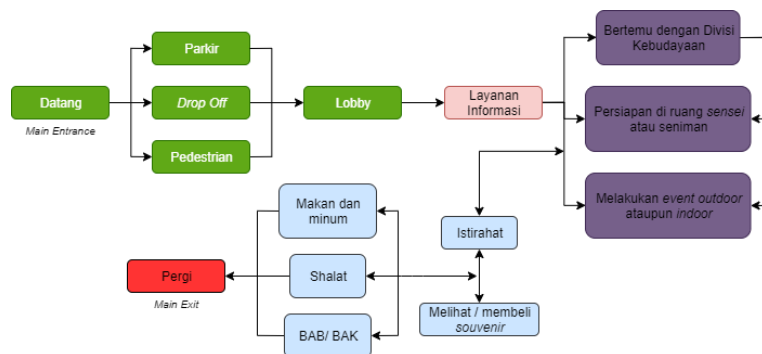 Datang
Main Entrance
Parkir
Drop Off
Pedestrian
Lobby
Layanan
Informasi
Bertemu dengan Divisi
Kebudayaan
Persiapan di ruang sensei
atau seniman
Melakukan event outdoor
ataupun indoor
Istirahat
Melihat / membeli
souvenir
Makan dan
minum
Shalat
BAB/ BAK
Pergi
Main Exit